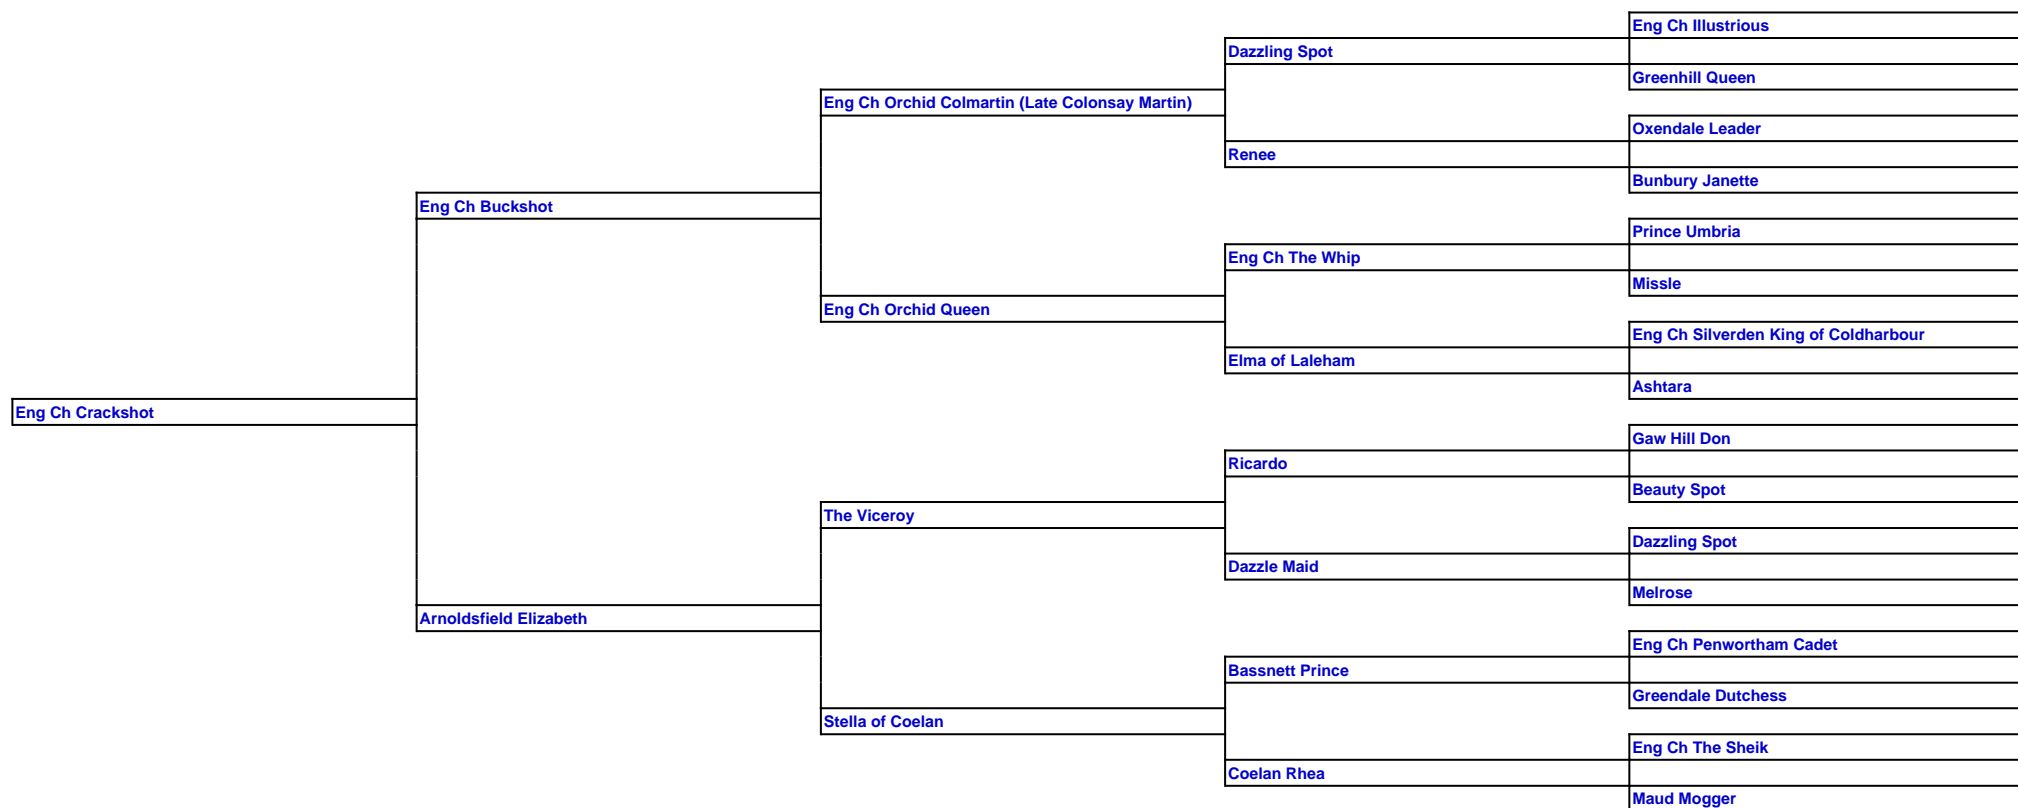 Eng Ch Illustrious
Dazzling Spot
Greenhill Queen
Eng Ch Orchid Colmartin (Late Colonsay Martin)
Oxendale Leader
Renee
Bunbury Janette
Eng Ch Buckshot
Prince Umbria
Eng Ch The Whip
Missle
Eng Ch Orchid Queen
Eng Ch Silverden King of Coldharbour
Elma of Laleham
Ashtara
Eng Ch Crackshot
Gaw Hill Don
Ricardo
Beauty Spot
The Viceroy
Dazzling Spot
Dazzle Maid
Melrose
Arnoldsfield Elizabeth
Eng Ch Penwortham Cadet
Bassnett Prince
Greendale Dutchess
Stella of Coelan
Eng Ch The Sheik
Coelan Rhea
Maud Mogger